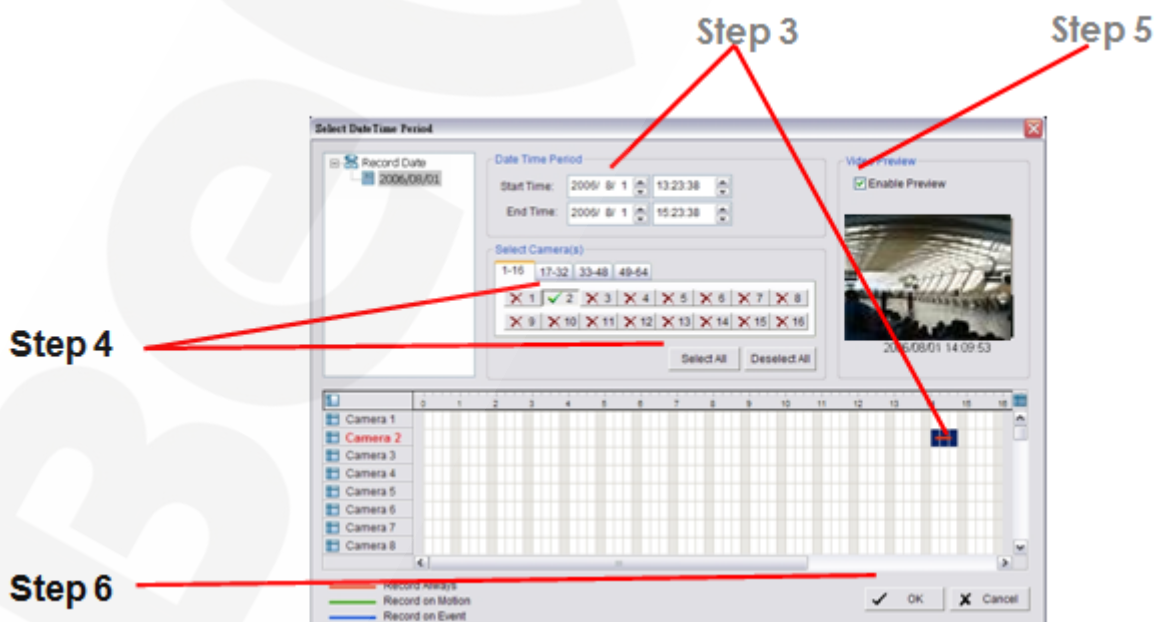 Step 3
Step 5
Select Date Time Period
Record Date
2006/08/01
Date Time Period
Start Time: 2006/ 8/ 1 13:23:38
End Time: 2006/ 8/ 1 15:23:38
Video Preview
Enable Preview
2006/08/01 14:09:53
Select Camera(s)
1-16 17-32 33-48 49-64
1 2 3 4 5 6 7 8
9 10 11 12 13 14 15 16
Select All Deselect All
Step 4
0 1 2 3 4 5 6 7 8 9 10 11 12 13 14 15 16
Camera 1
Camera 2
Camera 3
Camera 4
Camera 5
Camera 6
Camera 7
Camera 8
Step 6
Record Always
Record on Motion
Record on Event
OK Cancel